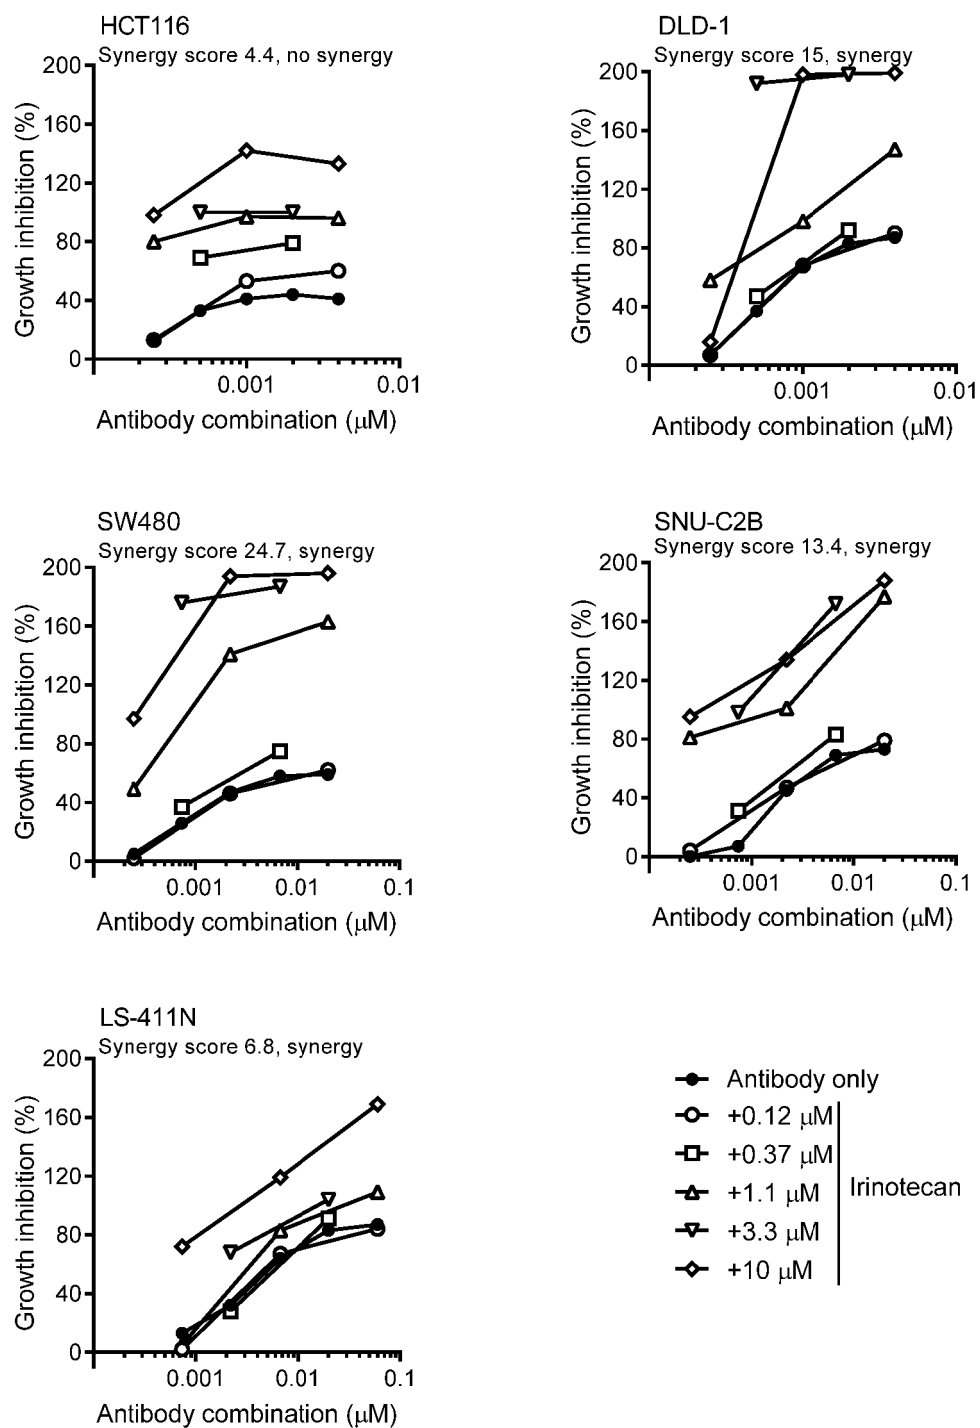 HCT116
Synergy score 4.4, no synergy
200
160
120
80
40
0
Growth inhibition (%)
0.001
0.01
Antibody combination (μM)
DLD-1
Synergy score 15, synergy
200
160
120
80
40
0
Growth inhibition (%)
0.001
0.01
Antibody combination (μM)
SW480
Synergy score 24.7, synergy
200
160
120
80
40
0
Growth inhibition (%)
0.001
0.01
0.1
Antibody combination (μM)
SNU-C2B
Synergy score 13.4, synergy
200
160
120
80
40
0
Growth inhibition (%)
0.001
0.01
0.1
Antibody combination (μM)
LS-411N
Synergy score 6.8, synergy
200
160
120
80
40
0
Growth inhibition (%)
0.001
0.01
0.1
Antibody combination (μM)
Antibody only
+0.12 μM
+0.37 μM
+1.1 μM
+3.3 μM
+10 μM
Irinotecan